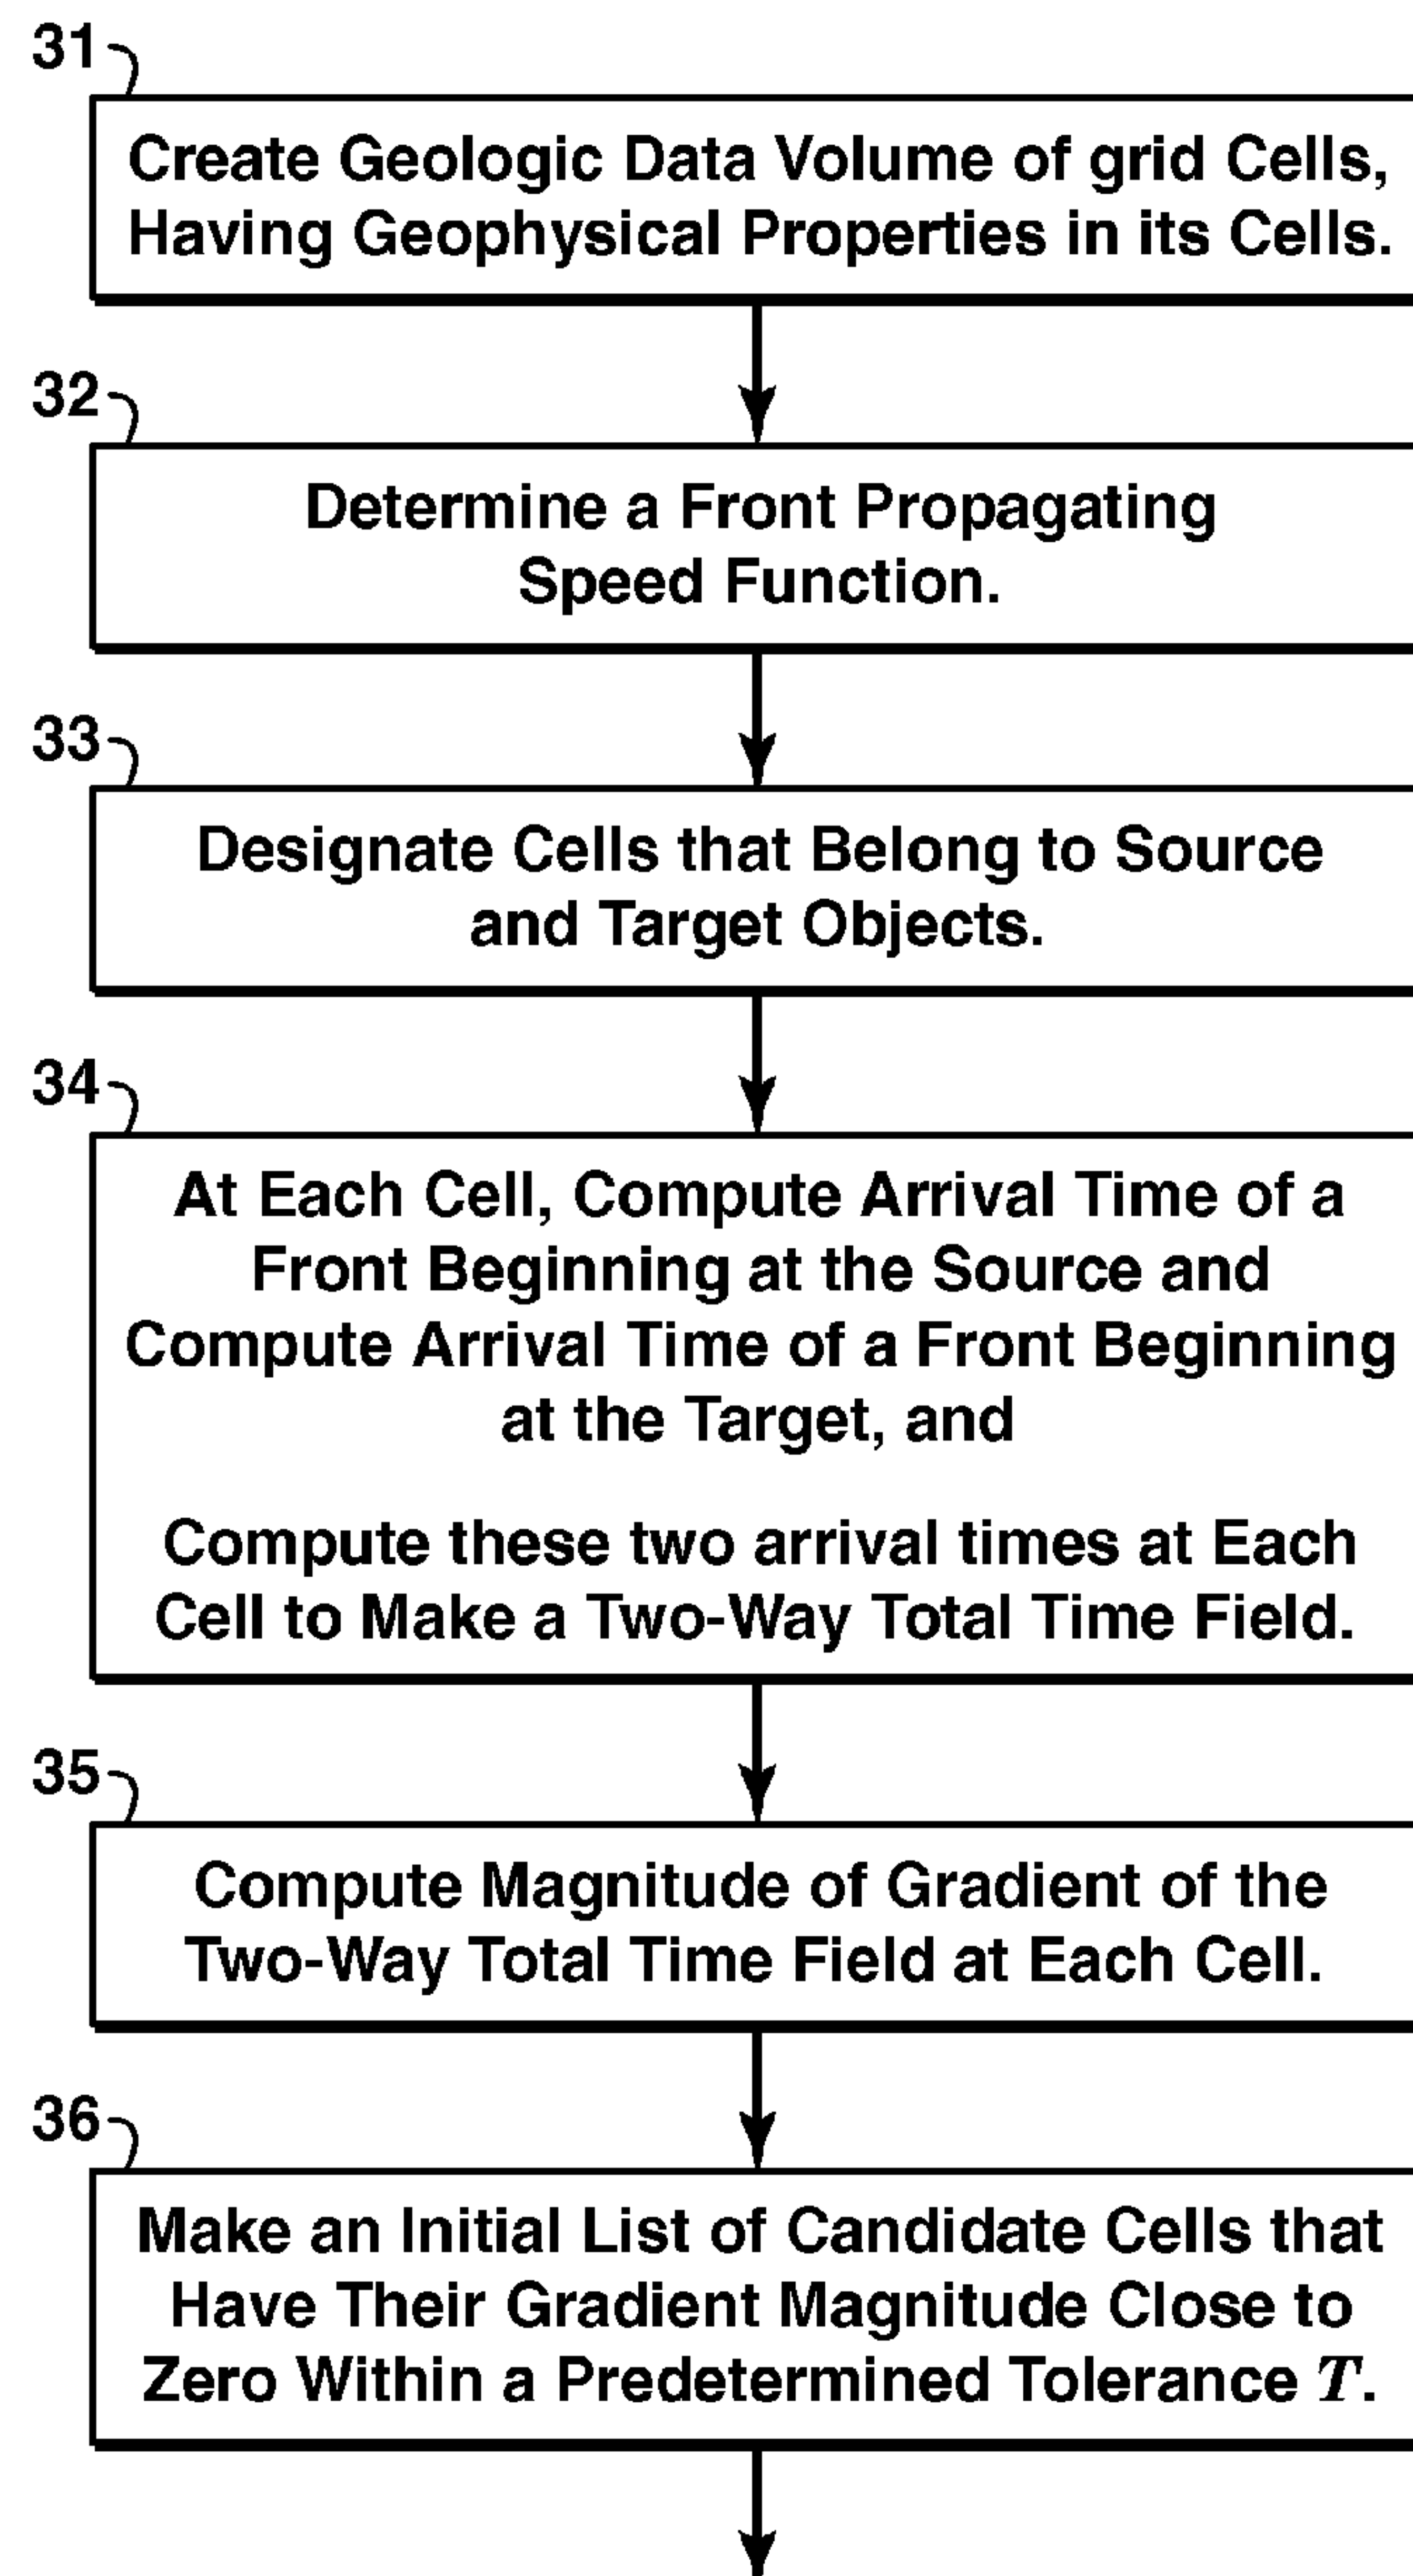 31
Create Geologic Data Volume of grid Cells,
Having Geophysical Properties in its Cells.
32
Determine a Front Propagating
Speed Function.
33
Designate Cells that Belong to Source
and Target Objects.
34
At Each Cell, Compute Arrival Time of a
Front Beginning at the Source and
Compute Arrival Time of a Front Beginning
at the Target, and
Compute these two arrival times at Each
Cell to Make a Two-Way Total Time Field.
35
Compute Magnitude of Gradient of the
Two-Way Total Time Field at Each Cell.
36
Make an Initial List of Candidate Cells that
Have Their Gradient Magnitude Close to
Zero Within a Predetermined Tolerance T.